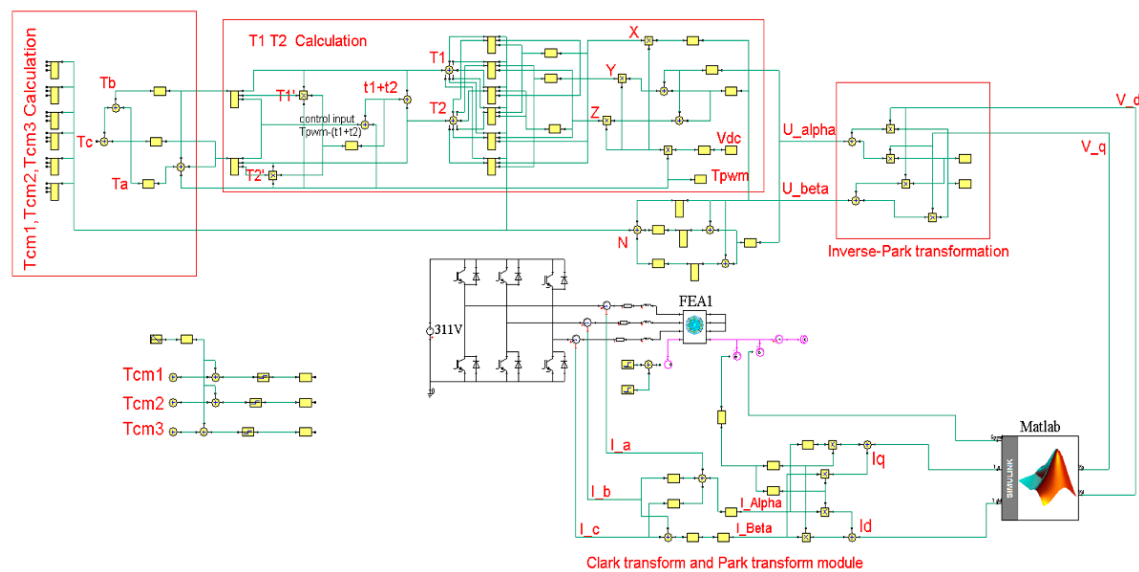 Tcm1,Tcm2,Tcm3 Calculation
Tb
Tc
Ta
T1 T2 Calculation
T1'
t1+t2
control input
Tpwm-(t1+t2)
T2'
T1
T2
X
Y
Z
Vdc
Tpwm
N
U_alpha
U_beta
V_d
V_q
Inverse-Park transformation
311V
FEA1
Tcm1
Tcm2
Tcm3
I_a
I_b
I_c
I_Alpha
I_Beta
Iq
Id
Matlab
SIMULINK
Clark transform and Park transform module